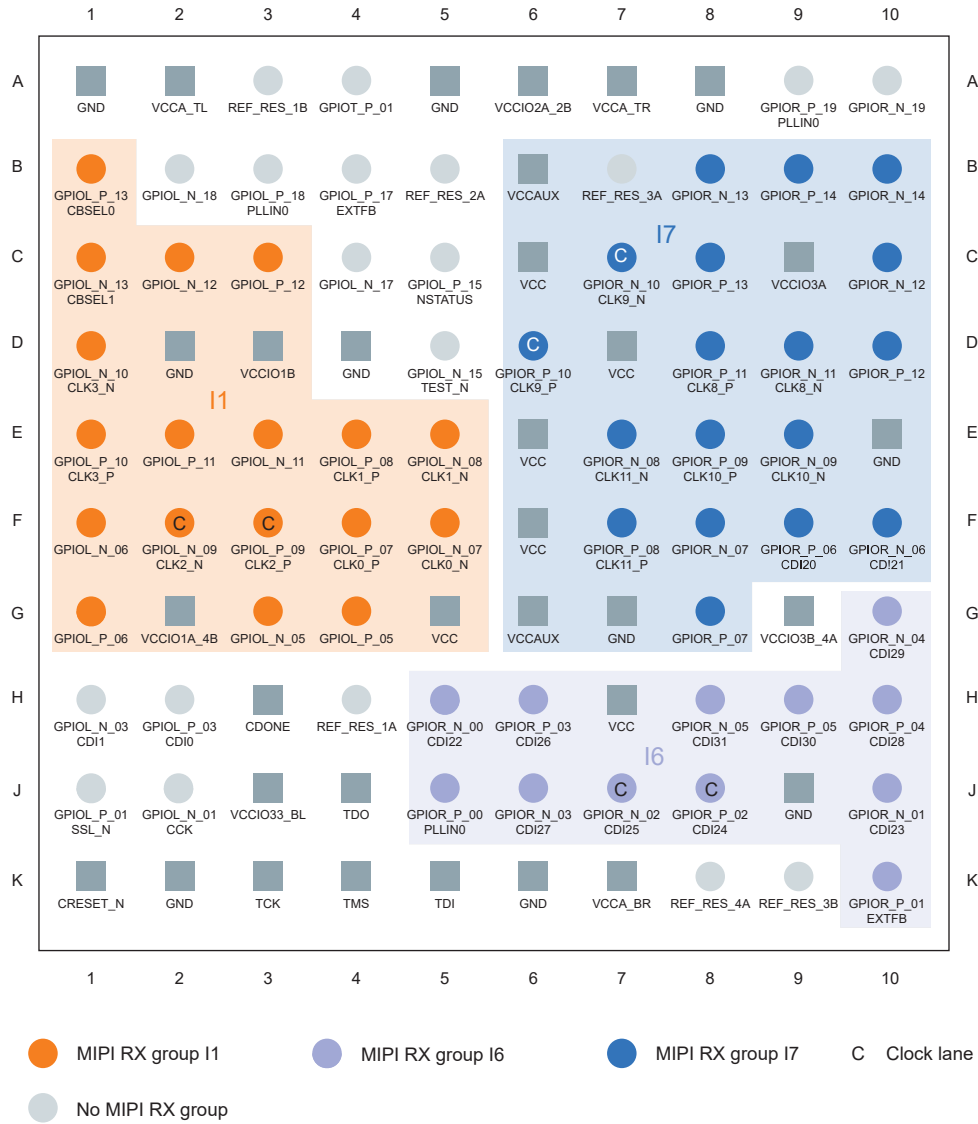 1 2 3 4 5 6 7 8 9 10
A A
GND VCCA_TL REF_RES_1B GPIOT_P_01 GND VCCIO2A_2B VCCA_TR GND GPIOR_P_19 GPIOR_N_19
PLLIN0
B B
GPIOL_P_13 GPIOL_N_18 GPIOL_P_18 GPIOL_P_17 REF_RES_2A VCCAUX REF_RES_3A GPIOR_N_13 GPIOR_P_14 GPIOR_N_14
CBSEL0 PLLIN0 EXTFB
I7
C C C
GPIOL_N_13 GPIOL_N_12 GPIOL_P_12 GPIOL_N_17 GPIOL_P_15 VCC GPIOR_N_10 GPIOR_P_13 VCCIO3A GPIOR_N_12
CBSEL1 NSTATUS CLK9_N
D C D
GPIOL_N_10 GND VCCIO1B GND GPIOL_N_15 GPIOR_P_10 VCC GPIOR_P_11 GPIOR_N_11 GPIOR_P_12
CLK3_N TEST_N CLK9_P CLK8_P CLK8_N
I1
E E
GPIOL_P_10 GPIOL_P_11 GPIOL_N_11 GPIOL_P_08 GPIOL_N_08 VCC GPIOR_N_08 GPIOR_P_09 GPIOR_N_09 GND
CLK3_P CLK1_P CLK1_N CLK11_N CLK10_P CLK10_N
F C C F
GPIOL_N_06 GPIOL_N_09 GPIOL_P_09 GPIOL_P_07 GPIOL_N_07 VCC GPIOR_P_08 GPIOR_N_07 GPIOR_P_06 GPIOR_N_06
CLK2_N CLK2_P CLK0_P CLK0_N CLK11_P CDI20 CDI21
G G
GPIOL_P_06 VCCIO1A_4B GPIOL_N_05 GPIOL_P_05 VCC VCCAUX GND GPIOR_P_07 VCCIO3B_4A GPIOR_N_04
CDI29
H H
GPIOL_N_03 GPIOL_P_03 CDONE REF_RES_1A GPIOR_N_00 GPIOR_P_03 VCC GPIOR_N_05 GPIOR_P_05 GPIOR_P_04
CDI1 CDI0 CDI22 CDI26 CDI31 CDI30 CDI28
I6
J C C J
GPIOL_P_01 GPIOL_N_01 VCCIO33_BL TDO GPIOR_P_00 GPIOR_N_03 GPIOR_N_02 GPIOR_P_02 GND GPIOR_N_01
SSL_N CCK PLLIN0 CDI27 CDI25 CDI24 CDI23
K K
CRESET_N GND TCK TMS TDI GND VCCA_BR REF_RES_4A REF_RES_3B GPIOR_P_01
EXTFB
1 2 3 4 5 6 7 8 9 10
MIPI RX group I1 MIPI RX group I6 MIPI RX group I7 C Clock lane
No MIPI RX group